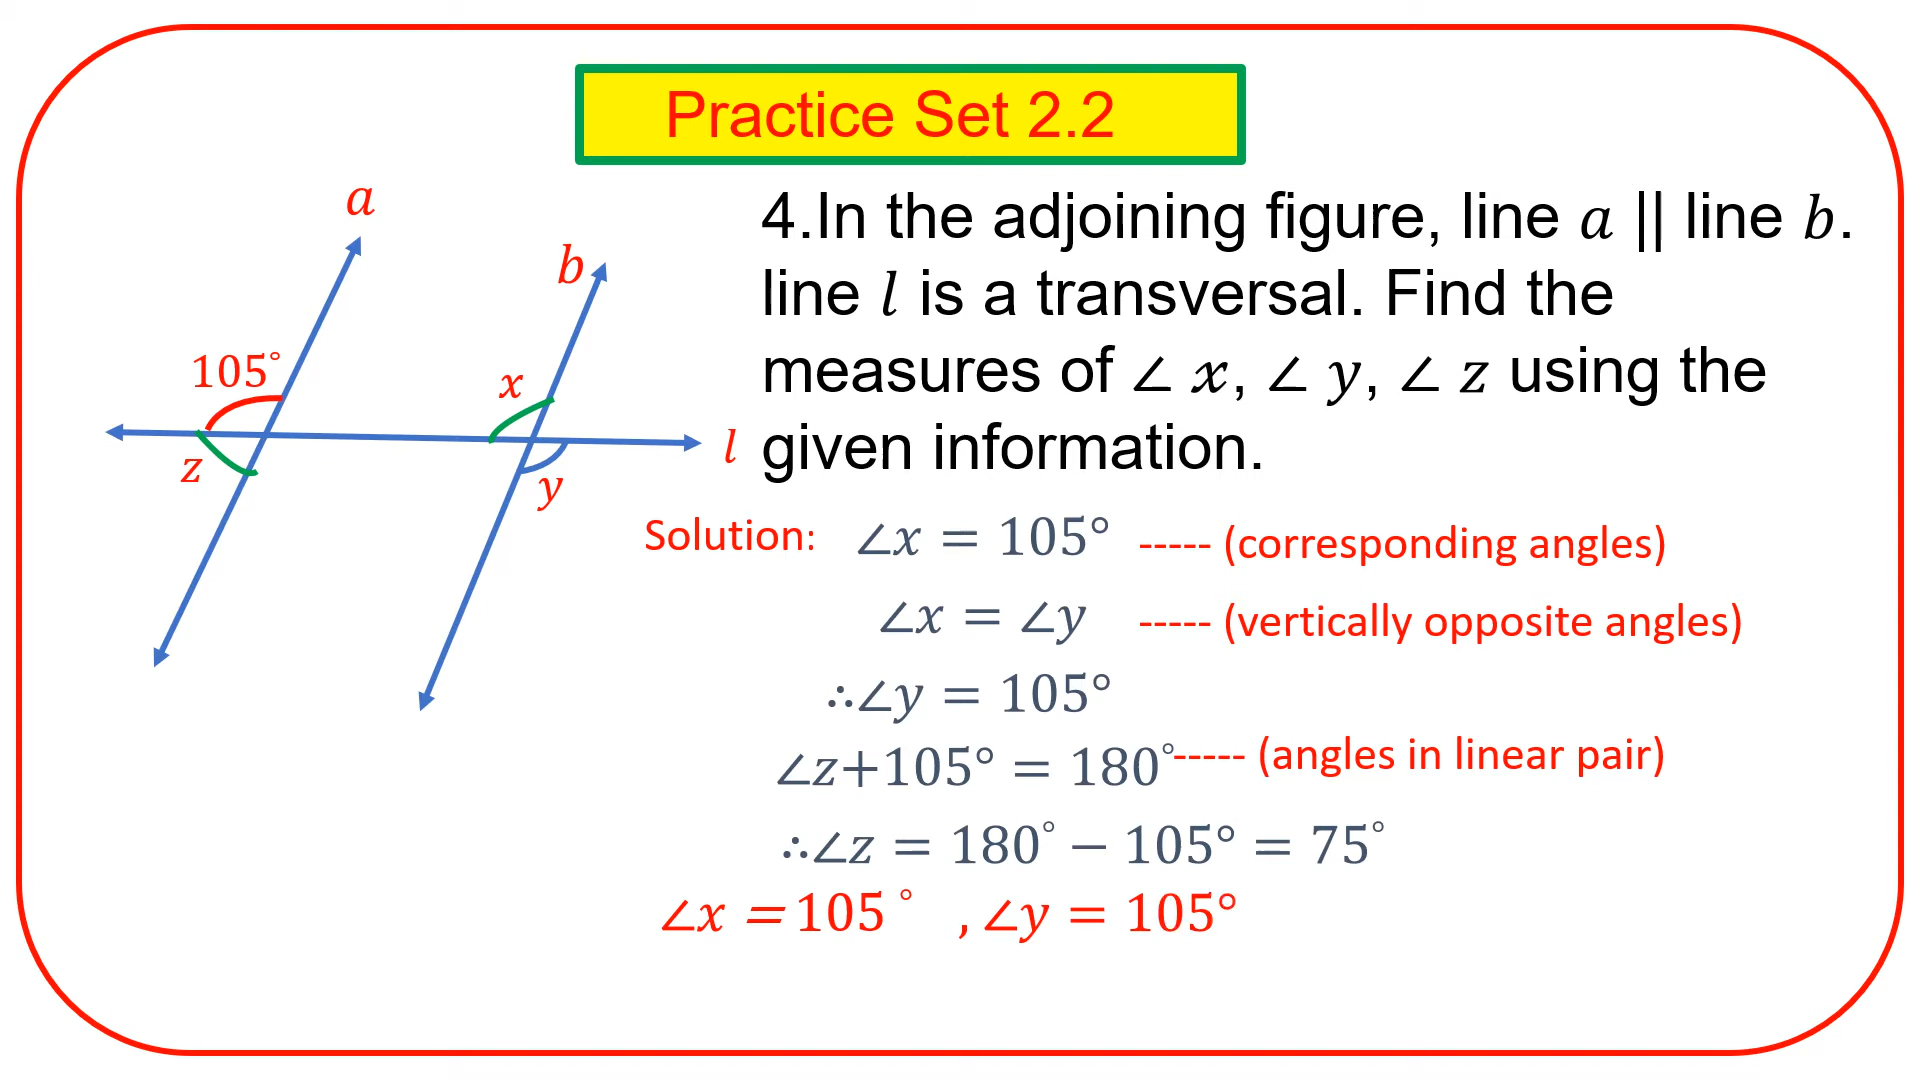 Practice Set 2.2
a
b
105°
x
l
z
y
4.In the adjoining figure, line a || line b.
line l is a transversal. Find the
measures of ∠ x, ∠ y, ∠ z using the
given information.
Solution: ∠x = 105° ----- (corresponding angles)
∠x = ∠y ----- (vertically opposite angles)
∴∠y = 105°
∠z+105° = 180° ----- (angles in linear pair)
∴∠z = 180° − 105° = 75°
∠x = 105 ° , ∠y = 105°